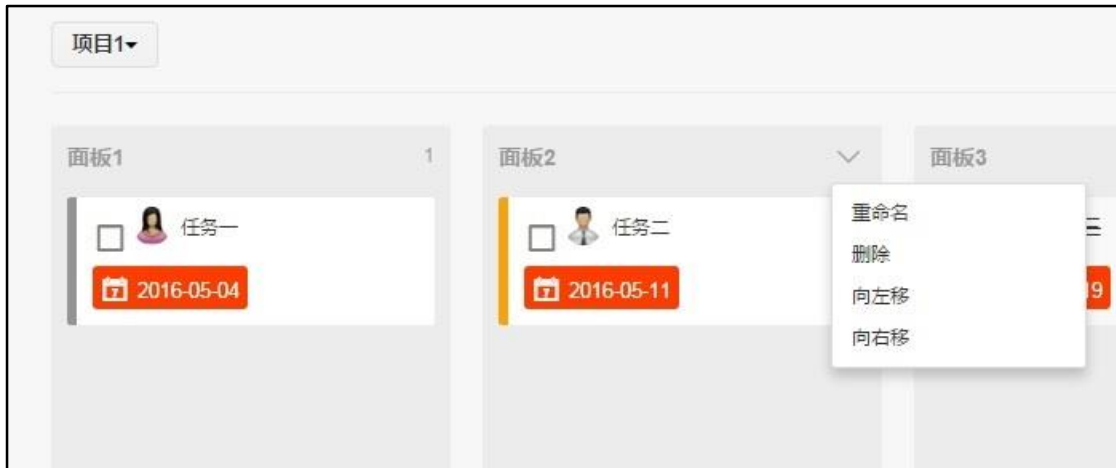 项目1
面板1
1
面板2
面板3
任务一
2016-05-04
任务二
2016-05-11
重命名
删除
向左移
向右移
19